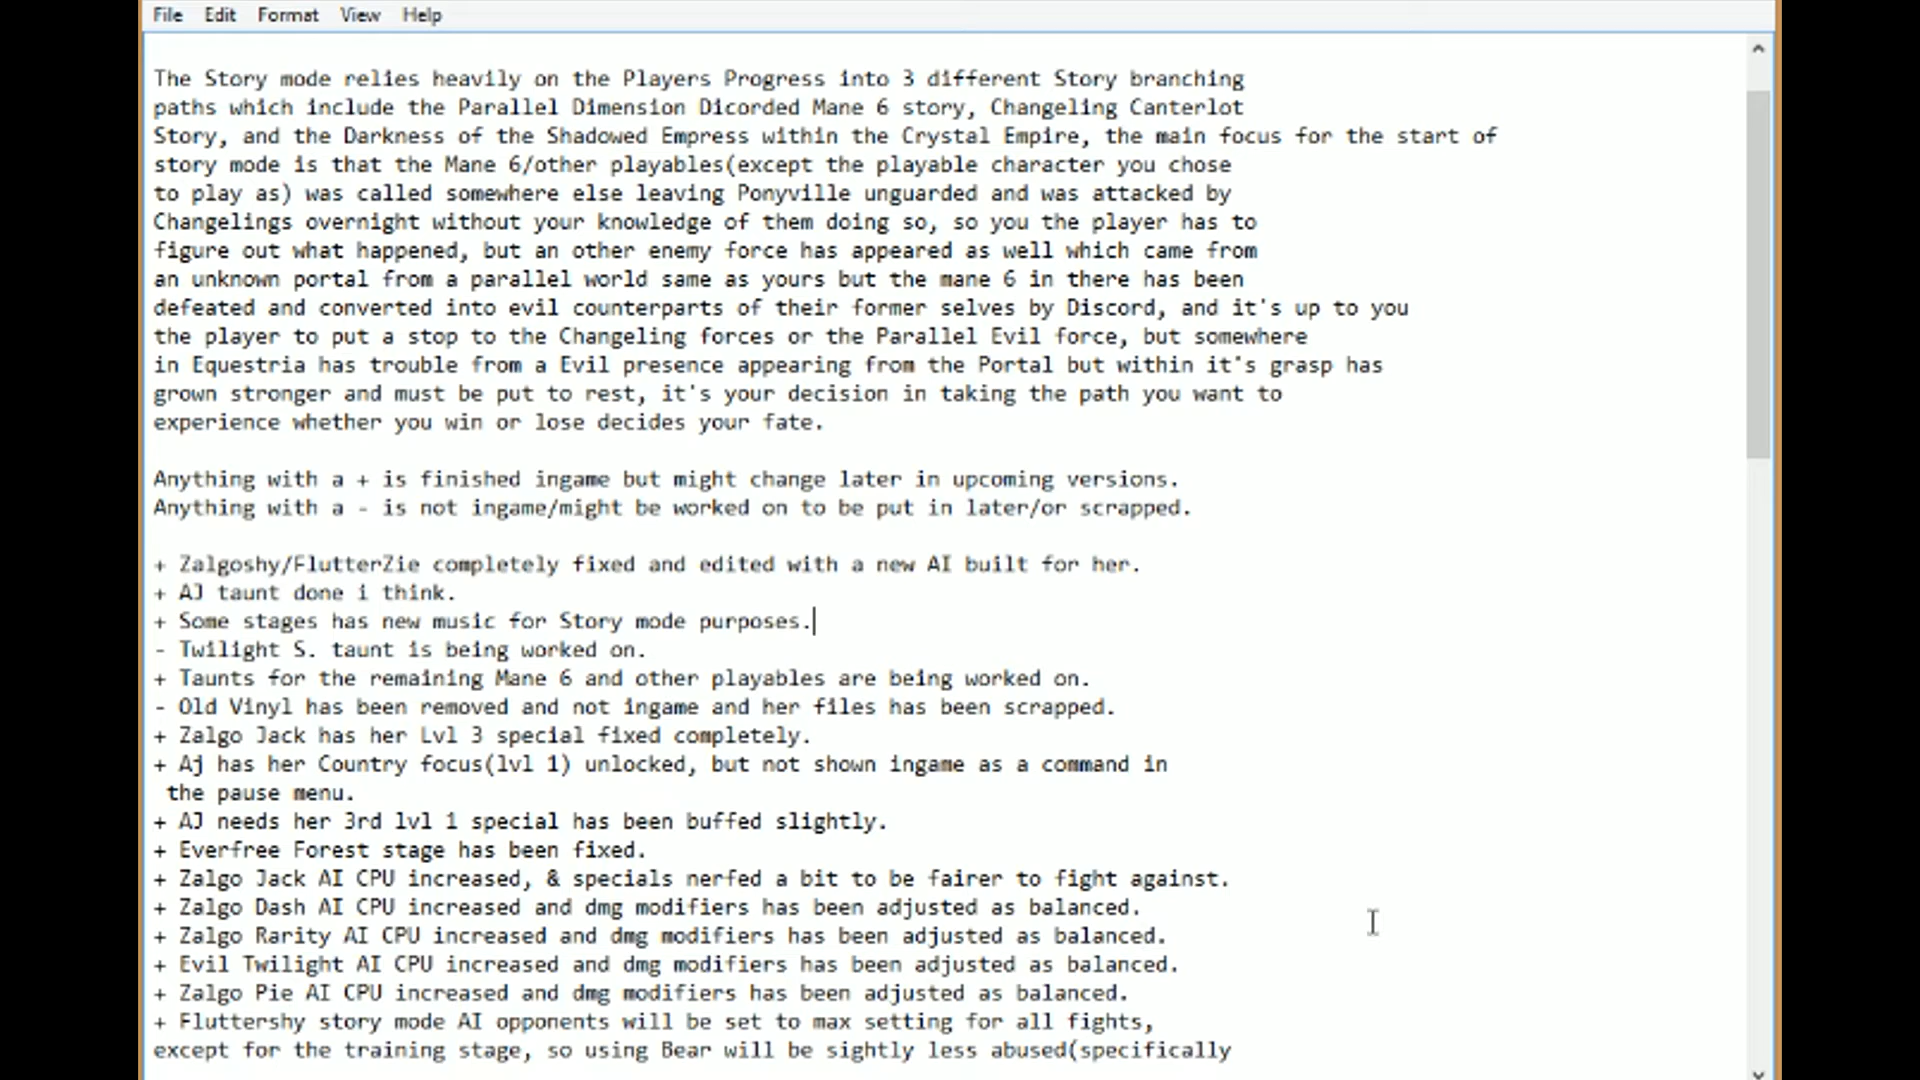 File Edit Format View Help
The Story mode relies heavily on the Players Progress into 3 different Story branching
paths which include the Parallel Dimension Dicorded Mane 6 story, Changeling Canterlot
Story, and the Darkness of the Shadowed Empress within the Crystal Empire, the main focus for the start of
story mode is that the Mane 6/other playables(except the playable character you chose
to play as) was called somewhere else leaving Ponyville unguarded and was attacked by
Changelings overnight without your knowledge of them doing so, so you the player has to
figure out what happened, but an other enemy force has appeared as well which came from
an unknown portal from a parallel world same as yours but the mane 6 in there has been
defeated and converted into evil counterparts of their former selves by Discord, and it's up to you
the player to put a stop to the Changeling forces or the Parallel Evil force, but somewhere
in Equestria has trouble from a Evil presence appearing from the Portal but within it's grasp has
grown stronger and must be put to rest, it's your decision in taking the path you want to
experience whether you win or lose decides your fate.
Anything with a + is finished ingame but might change later in upcoming versions.
Anything with a - is not ingame/might be worked on to be put in later/or scrapped.
+ Zalgoshy/FlutterZie completely fixed and edited with a new AI built for her.
+ AJ taunt done i think.
+ Some stages has new music for Story mode purposes.
- Twilight S. taunt is being worked on.
+ Taunts for the remaining Mane 6 and other playables are being worked on.
- Old Vinyl has been removed and not ingame and her files has been scrapped.
+ Zalgo Jack has her Lvl 3 special fixed completely.
+ Aj has her Country focus(lvl 1) unlocked, but not shown ingame as a command in
the pause menu.
+ AJ needs her 3rd lvl 1 special has been buffed slightly.
+ Everfree Forest stage has been fixed.
+ Zalgo Jack AI CPU increased, & specials nerfed a bit to be fairer to fight against.
+ Zalgo Dash AI CPU increased and dmg modifiers has been adjusted as balanced.
+ Zalgo Rarity AI CPU increased and dmg modifiers has been adjusted as balanced.
+ Evil Twilight AI CPU increased and dmg modifiers has been adjusted as balanced.
+ Zalgo Pie AI CPU increased and dmg modifiers has been adjusted as balanced.
+ Fluttershy story mode AI opponents will be set to max setting for all fights,
except for the training stage, so using Bear will be sightly less abused(specifically